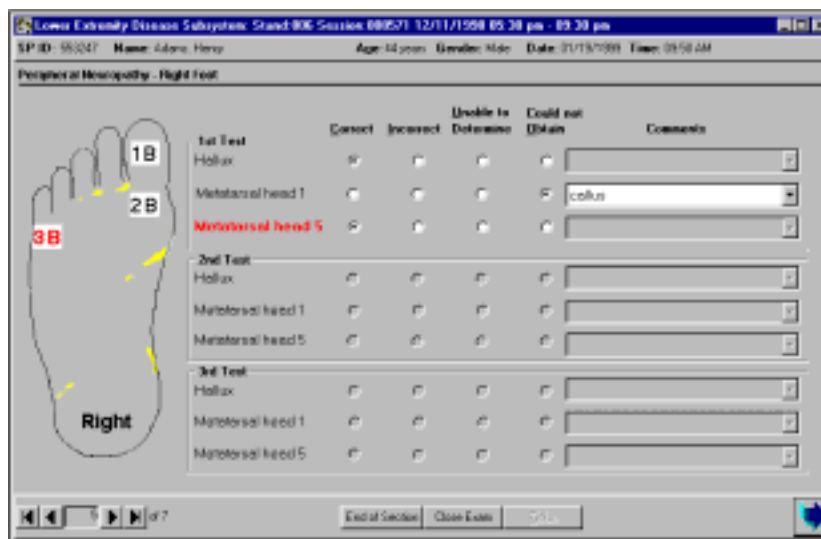 Lower Extremity Disease Subsystem: Stand:006 Session:000571 12/11/1998 05:30 pm - 09:30 pm
SP ID: 593247 Name: Adams, Henry Age: 44 years Gender: Male Date: 01/19/1999 Time: 09:50 AM
Peripheral Neuropathy - Right Foot
Correct Incorrect Unable to Determine Could not Obtain Comments
1st Test
Hallux
Metatarsal head 1 callus
Metatarsal head 5
2nd Test
Hallux
Metatarsal head 1
Metatarsal head 5
3rd Test
Hallux
Metatarsal head 1
Metatarsal head 5
1B
2B
3B
Right
of 7
End of Section Close Exam